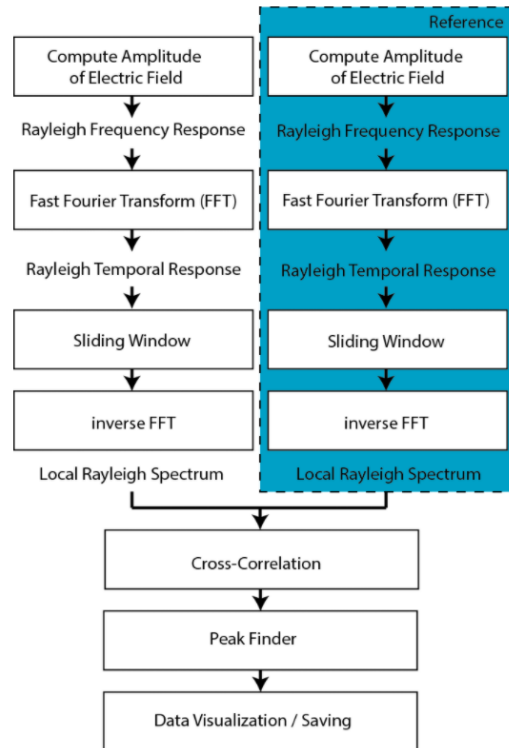 Reference
Compute Amplitude
of Electric Field
Rayleigh Frequency Response
Fast Fourier Transform (FFT)
Rayleigh Temporal Response
Sliding Window
inverse FFT
Local Rayleigh Spectrum
Compute Amplitude
of Electric Field
Rayleigh Frequency Response
Fast Fourier Transform (FFT)
Rayleigh Temporal Response
Sliding Window
inverse FFT
Local Rayleigh Spectrum
Cross-Correlation
Peak Finder
Data Visualization / Saving